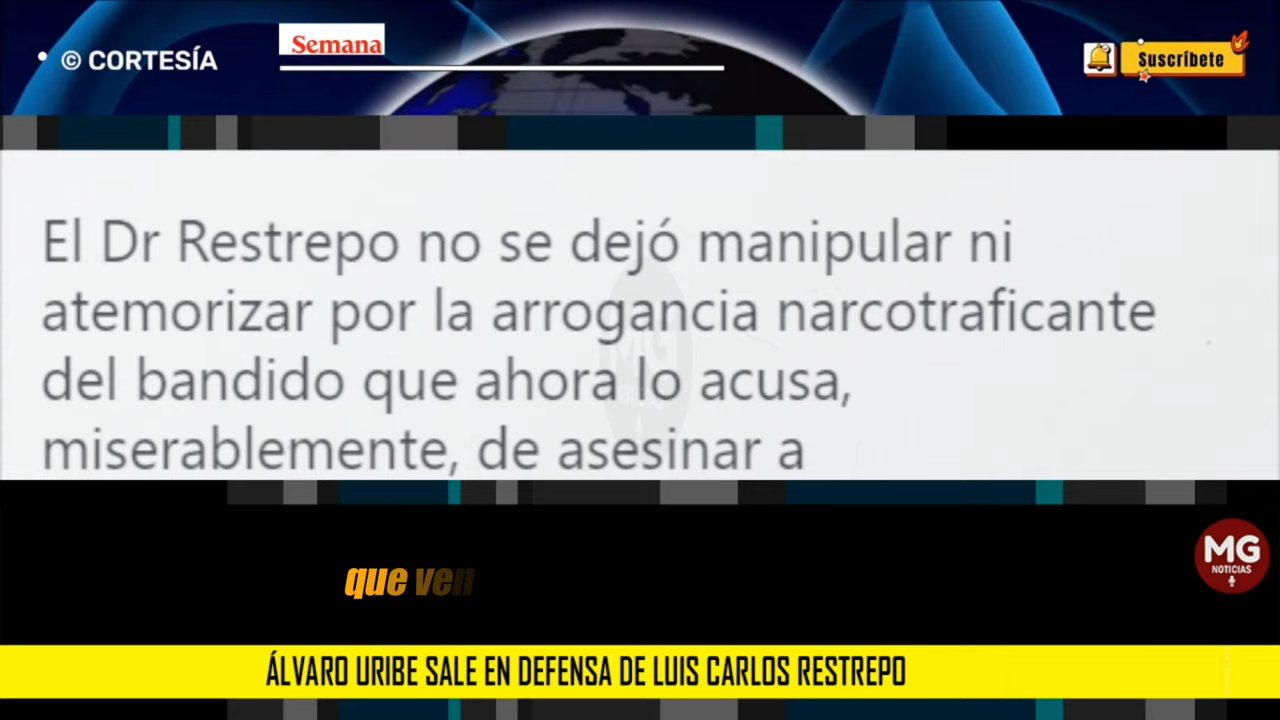 © CORTESÍA
Semana
Suscríbete
El Dr Restrepo no se dejó manipular ni
atemorizar por la arrogancia narcotraficante
del bandido que ahora lo acusa,
miserablemente, de asesinar a
que ven
MG
NOTICIAS
ÁLVARO URIBE SALE EN DEFENSA DE LUIS CARLOS RESTREPO